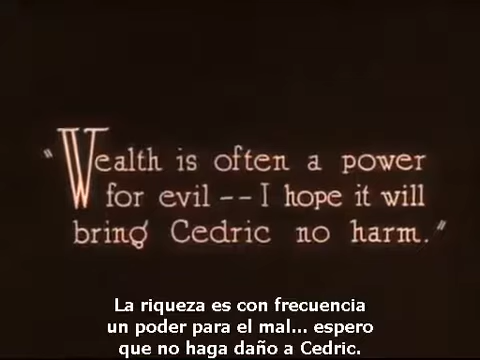 "Wealth is often a power
for evil -- I hope it will
bring Cedric no harm."
La riqueza es con frecuencia
un poder para el mal... espero
que no haga daño a Cedric.